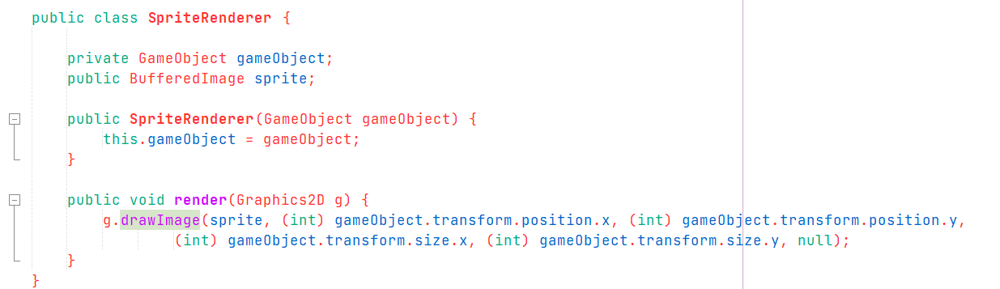 public class SpriteRenderer {
private GameObject gameObject;
public BufferedImage sprite;
public SpriteRenderer(GameObject gameObject) {
this.gameObject = gameObject;
}
public void render(Graphics2D g) {
g.drawImage(sprite, (int) gameObject.transform.position.x, (int) gameObject.transform.position.y,
(int) gameObject.transform.size.x, (int) gameObject.transform.size.y, null);
}
}